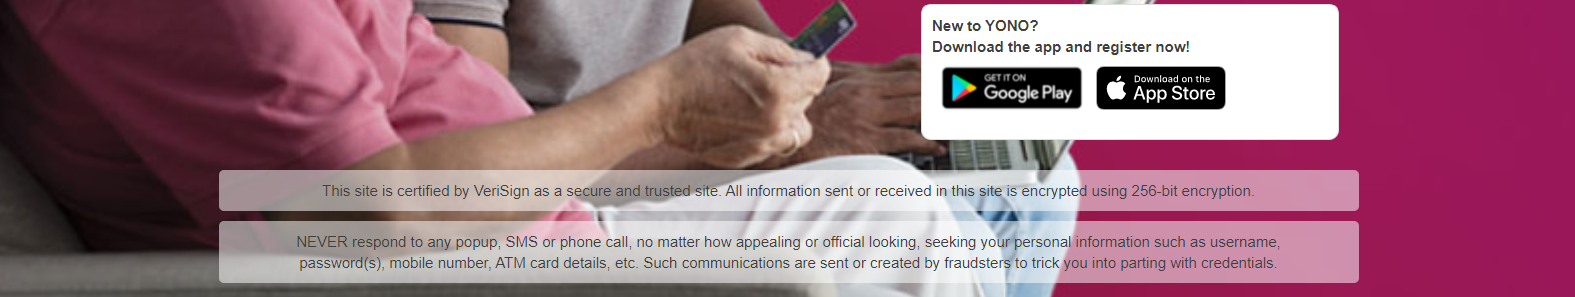 New to YONO?
Download the app and register now!
GET IT ON
Google Play
Download on the
App Store
This site is certified by VeriSign as a secure and trusted site. All information sent or received in this site is encrypted using 256-bit encryption.
NEVER respond to any popup, SMS or phone call, no matter how appealing or official looking, seeking your personal information such as username,
password(s), mobile number, ATM card details, etc. Such communications are sent or created by fraudsters to trick you into parting with credentials.